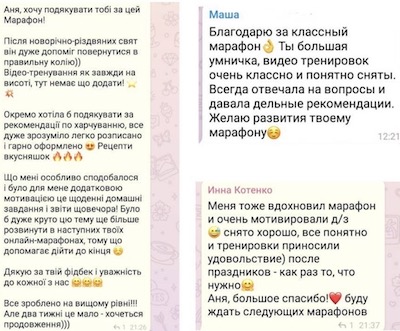 Аня, хочу подякувати тобі за цей
Марафон!
Після новорічно-різдвяних свят
він дуже допоміг повернутися в
правильну колію))
Відео-тренування як завжди на
висоті, тут немає що додати! ⭐
💥
Окремо хотіла б подякувати за
рекомендації по харчуванню, все
дуже зрозуміло легко розписано
і гарно оформлено 😍 Рецепти
вкусняшок 🔥🔥🔥
Що мені особливо сподобалося
і було для мене додатковою
мотивацією це щоденні домашні
завдання і звіти щовечора! Було
б дуже круто цю тему ще більше
розвинути в наступних твоїх
онлайн-марафонах, тому що
допомагає дійти до кінця 😉
Дякую за твій фідбек і уважність
до кожної з нас 🤗🤗🤗
Все зроблено на вищому рівні!!!
Але два тижні це мало - хочеться
продовження)))
1 21:26
Маша
Благодарю за классный
марафон👌 Ты большая
умничка, видео тренировок
очень классно и понятно сняты.
Всегда отвечала на вопросы и
давала дельные рекомендации.
Желаю развития твоему
марафону☺️
12:21
Инна Котенко
Меня тоже вдохновил марафон
и очень мотивировали д/з
😅 снято хорошо, все понятно
и тренировки приносили
удовольствие) после
праздников - как раз то, что
нужно🤗
Аня, большое спасибо!❤️ буду
ждать следующих марафонов
1 21:37